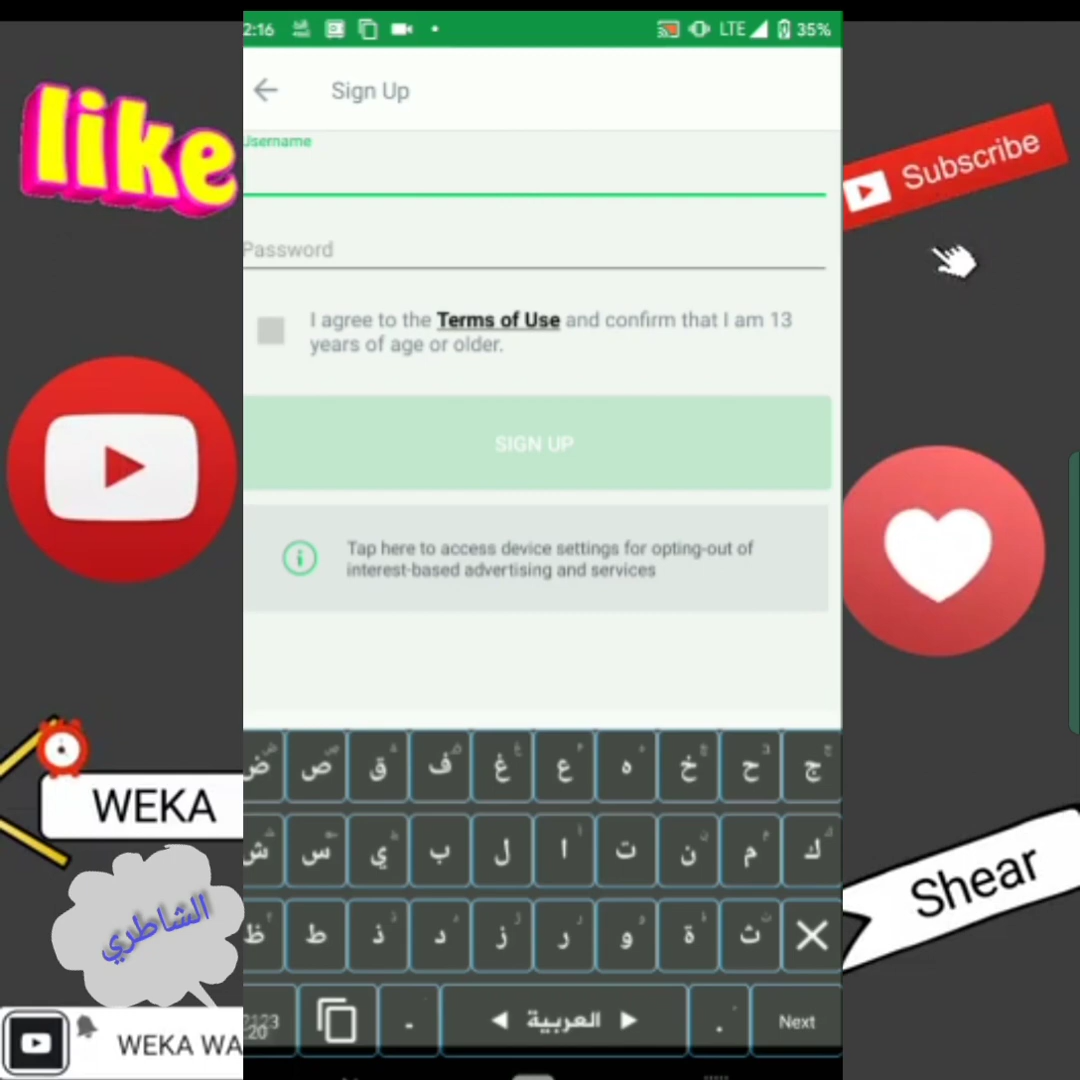 2:16
LTE
35%
like
Sign Up
Subscribe
Username
Password
I agree to the Terms of Use and confirm that I am 13
years of age or older.
SIGN UP
Tap here to access device settings for opting-out of
interest-based advertising and services
WEKA
Shear
الشاطري
WEKA WA
ض ص ق ف غ ع ه خ ح ج
ش س ي ب ل ا ت ن م ك
ظ ط ذ د ز ر و ة ث
- ◀ العربية ▶ . Next